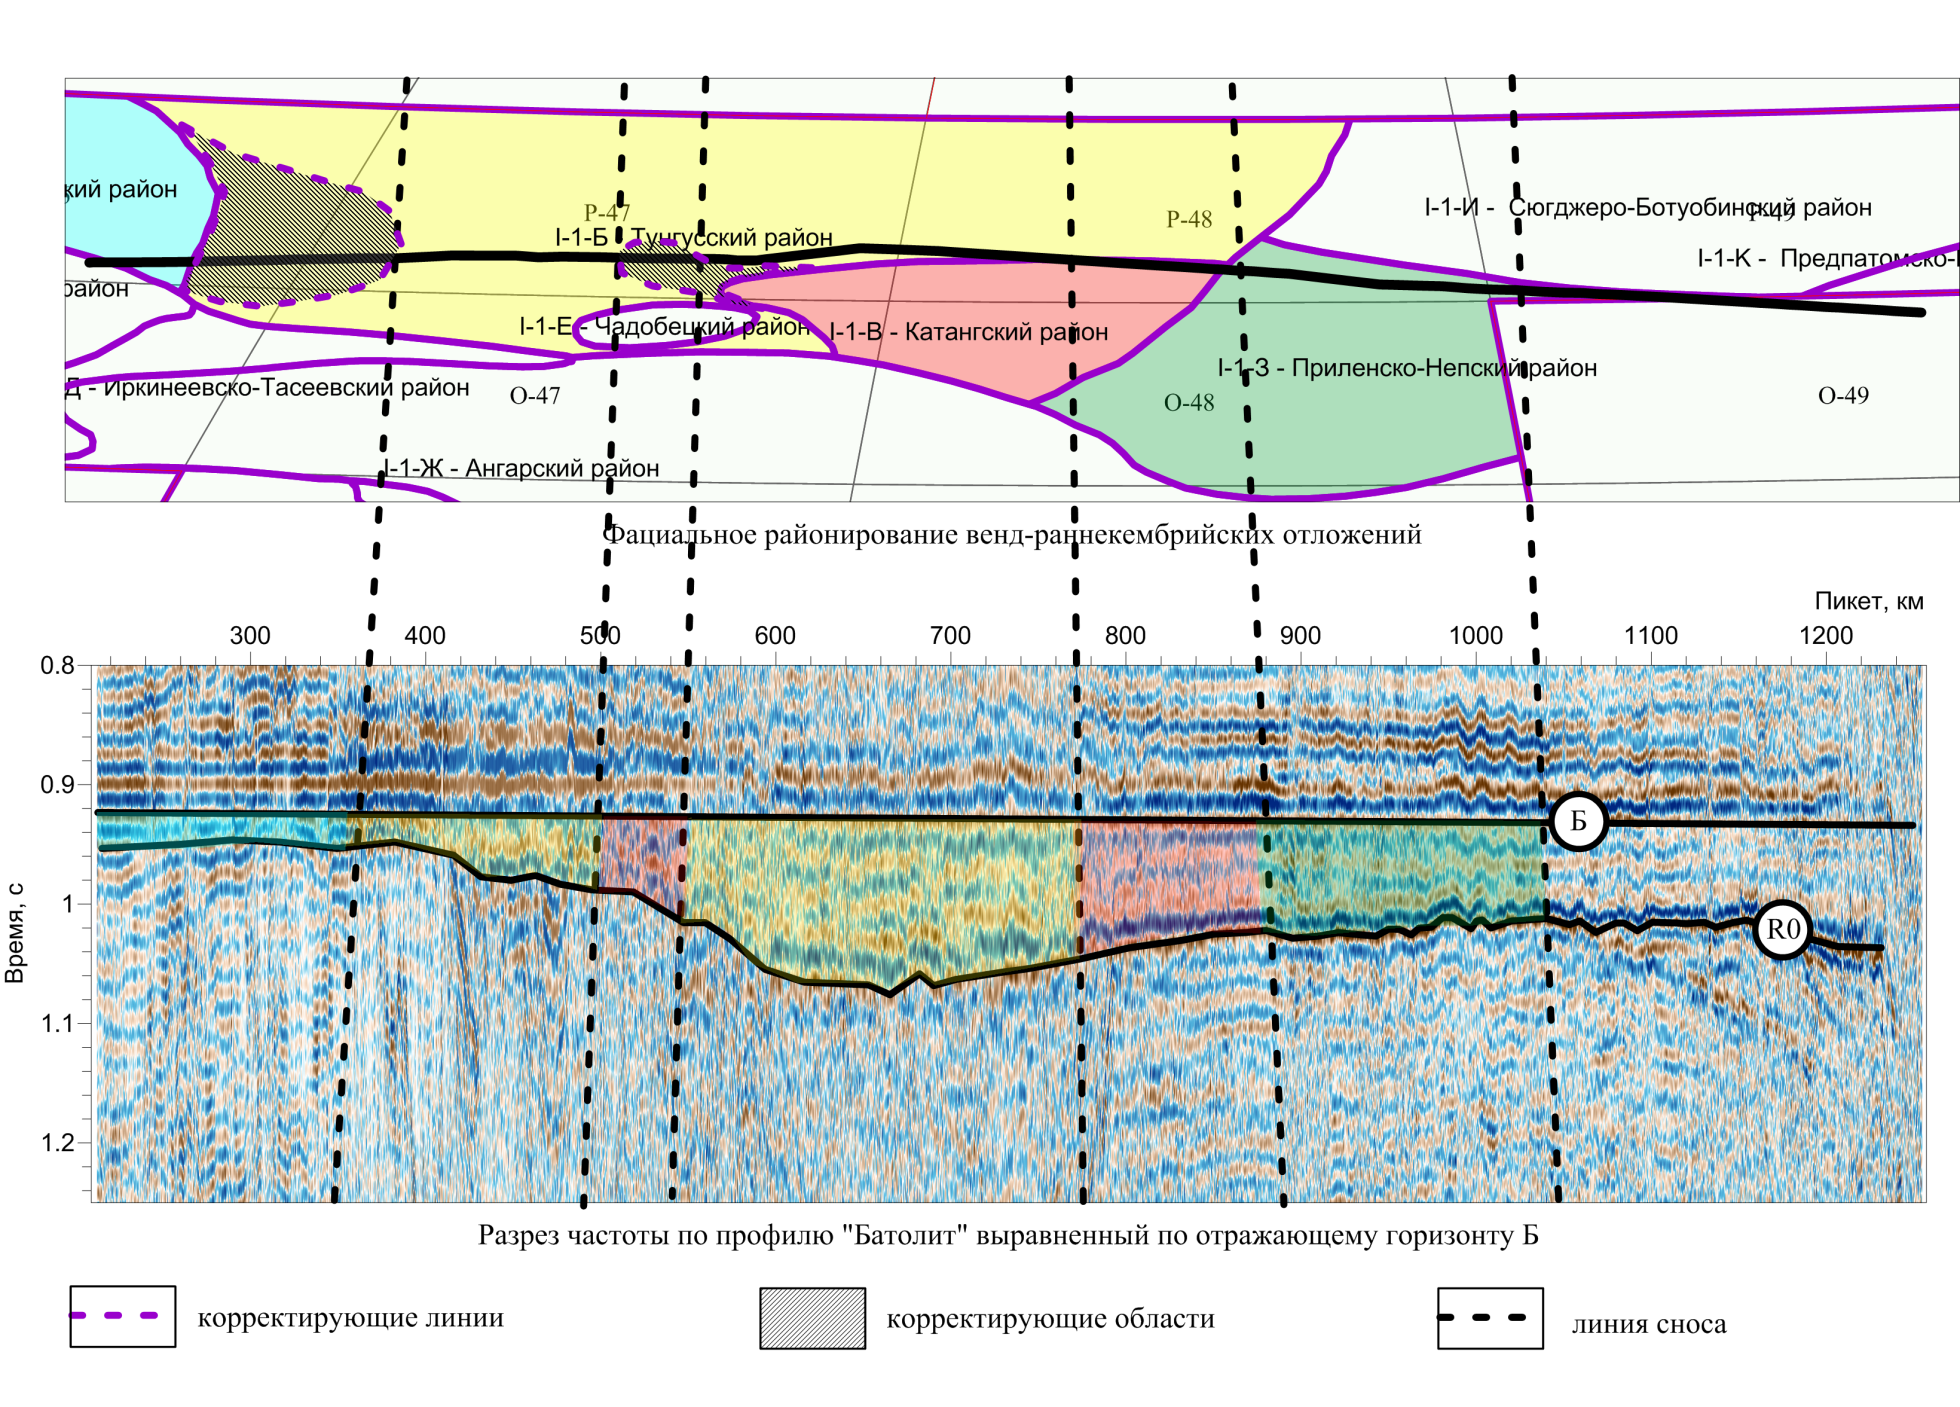 кий район
Р-47
Р-48
I-1-И - Сюгджеро-Ботуобинский район
Р-49
I-1-Б - Тунгусский район
I-1-К - Предпатомско-
район
I-1-Е - Чадобецкий район
I-1-В - Катангский район
I-1-З - Приленско-Непский район
Д - Иркинеевско-Тасеевский район
О-47
О-48
О-49
I-1-Ж - Ангарский район
Фациальное районирование венд-раннекембрийских отложений
Пикет, км
300 400 500 600 700 800 900 1000 1100 1200
0.8
0.9
1
1.1
1.2
Время, с
Б
R0
Разрез частоты по профилю "Батолит" выравненный по отражающему горизонту Б
корректирующие линии
корректирующие области
линия сноса